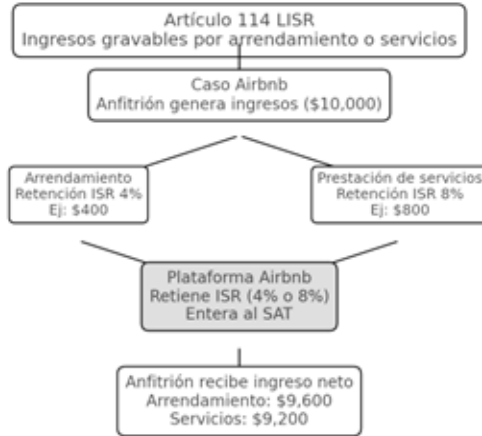 Artículo 114 LISR
Ingresos gravables por arrendamiento o servicios
Caso Airbnb
Anfitrión genera ingresos ($10,000)
Arrendamiento
Retención ISR 4%
Ej: $400
Prestación de servicios
Retención ISR 8%
Ej: $800
Plataforma Airbnb
Retiene ISR (4% o 8%)
Entera al SAT
Anfitrión recibe ingreso neto
Arrendamiento: $9,600
Servicios: $9,200